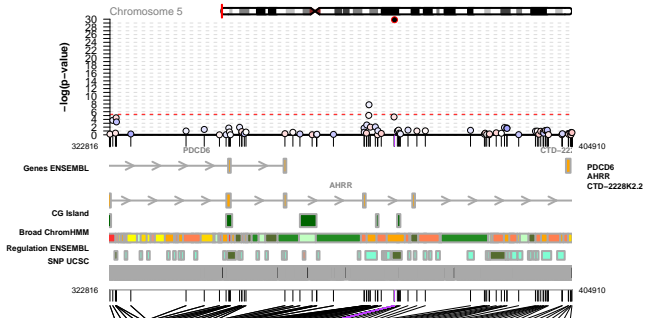 Chromosome 5
30
28
26
24
22
20
18
16
14
12
10
8
6
4
2
0
−log(p−value)
322816
404910
PDCD6
CTD-22
Genes ENSEMBL
PDCD6
AHRR
CTD-2228K2.2
AHRR
CG Island
Broad ChromHMM
Regulation ENSEMBL
SNP UCSC
322816
404910